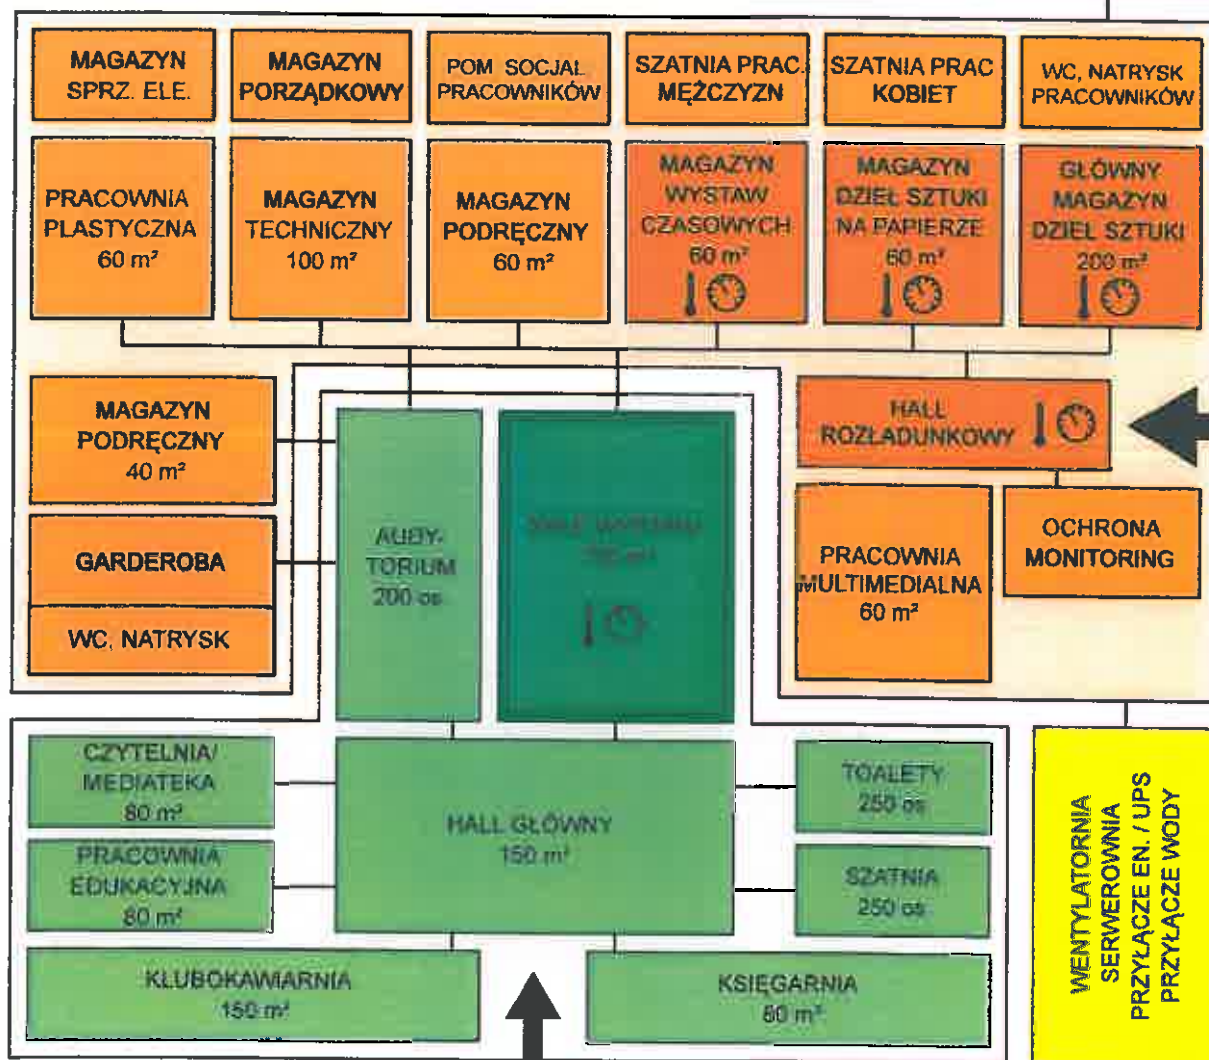 MAGAZYN
SPRZ. ELE.
MAGAZYN
PORZĄDKOWY
POM SOCJAL.
PRACOWNIKÓW
SZATNIA PRAC.
MĘŻCZYZN
SZATNIA PRAC
KOBIET
WC, NATRYSK
PRACOWNIKÓW
PRACOWNIA
PLASTYCZNA
60 m²
MAGAZYN
TECHNICZNY
100 m²
MAGAZYN
PODRĘCZNY
60 m²
MAGAZYN
WYSTAW
CZASOWYCH
60 m²
MAGAZYN
DZIEŁ SZTUKI
NA PAPIERZE
60 m²
GŁÓWNY
MAGAZYN
DZIEŁ SZTUKI
200 m²
MAGAZYN
PODRĘCZNY
40 m²
GARDEROBA
WC, NATRYSK
AUDY-
TORIUM
200 os.
HALL
ROZŁADUNKOWY
PRACOWNIA
MULTIMEDIALNA
60 m²
OCHRONA
MONITORING
CZYTELNIA/
MEDIATEKA
80 m²
PRACOWNIA
EDUKACYJNA
80 m²
HALL GŁÓWNY
150 m²
TOALETY
250 os.
SZATNIA
250 os.
KLUBOKAWIARNIA
150 m²
KSIĘGARNIA
80 m²
WENTYLATORNIA
SERWEROWNIA
PRZYŁĄCZE EN. / UPS
PRZYŁĄCZE WODY